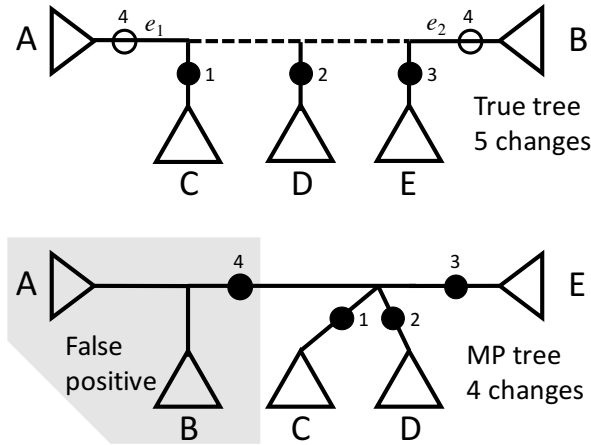 A 4 e₁ e₂ 4 B
1 2 3
True tree
5 changes
C D E
A 4 3 E
1 2
False
positive
MP tree
4 changes
B C D